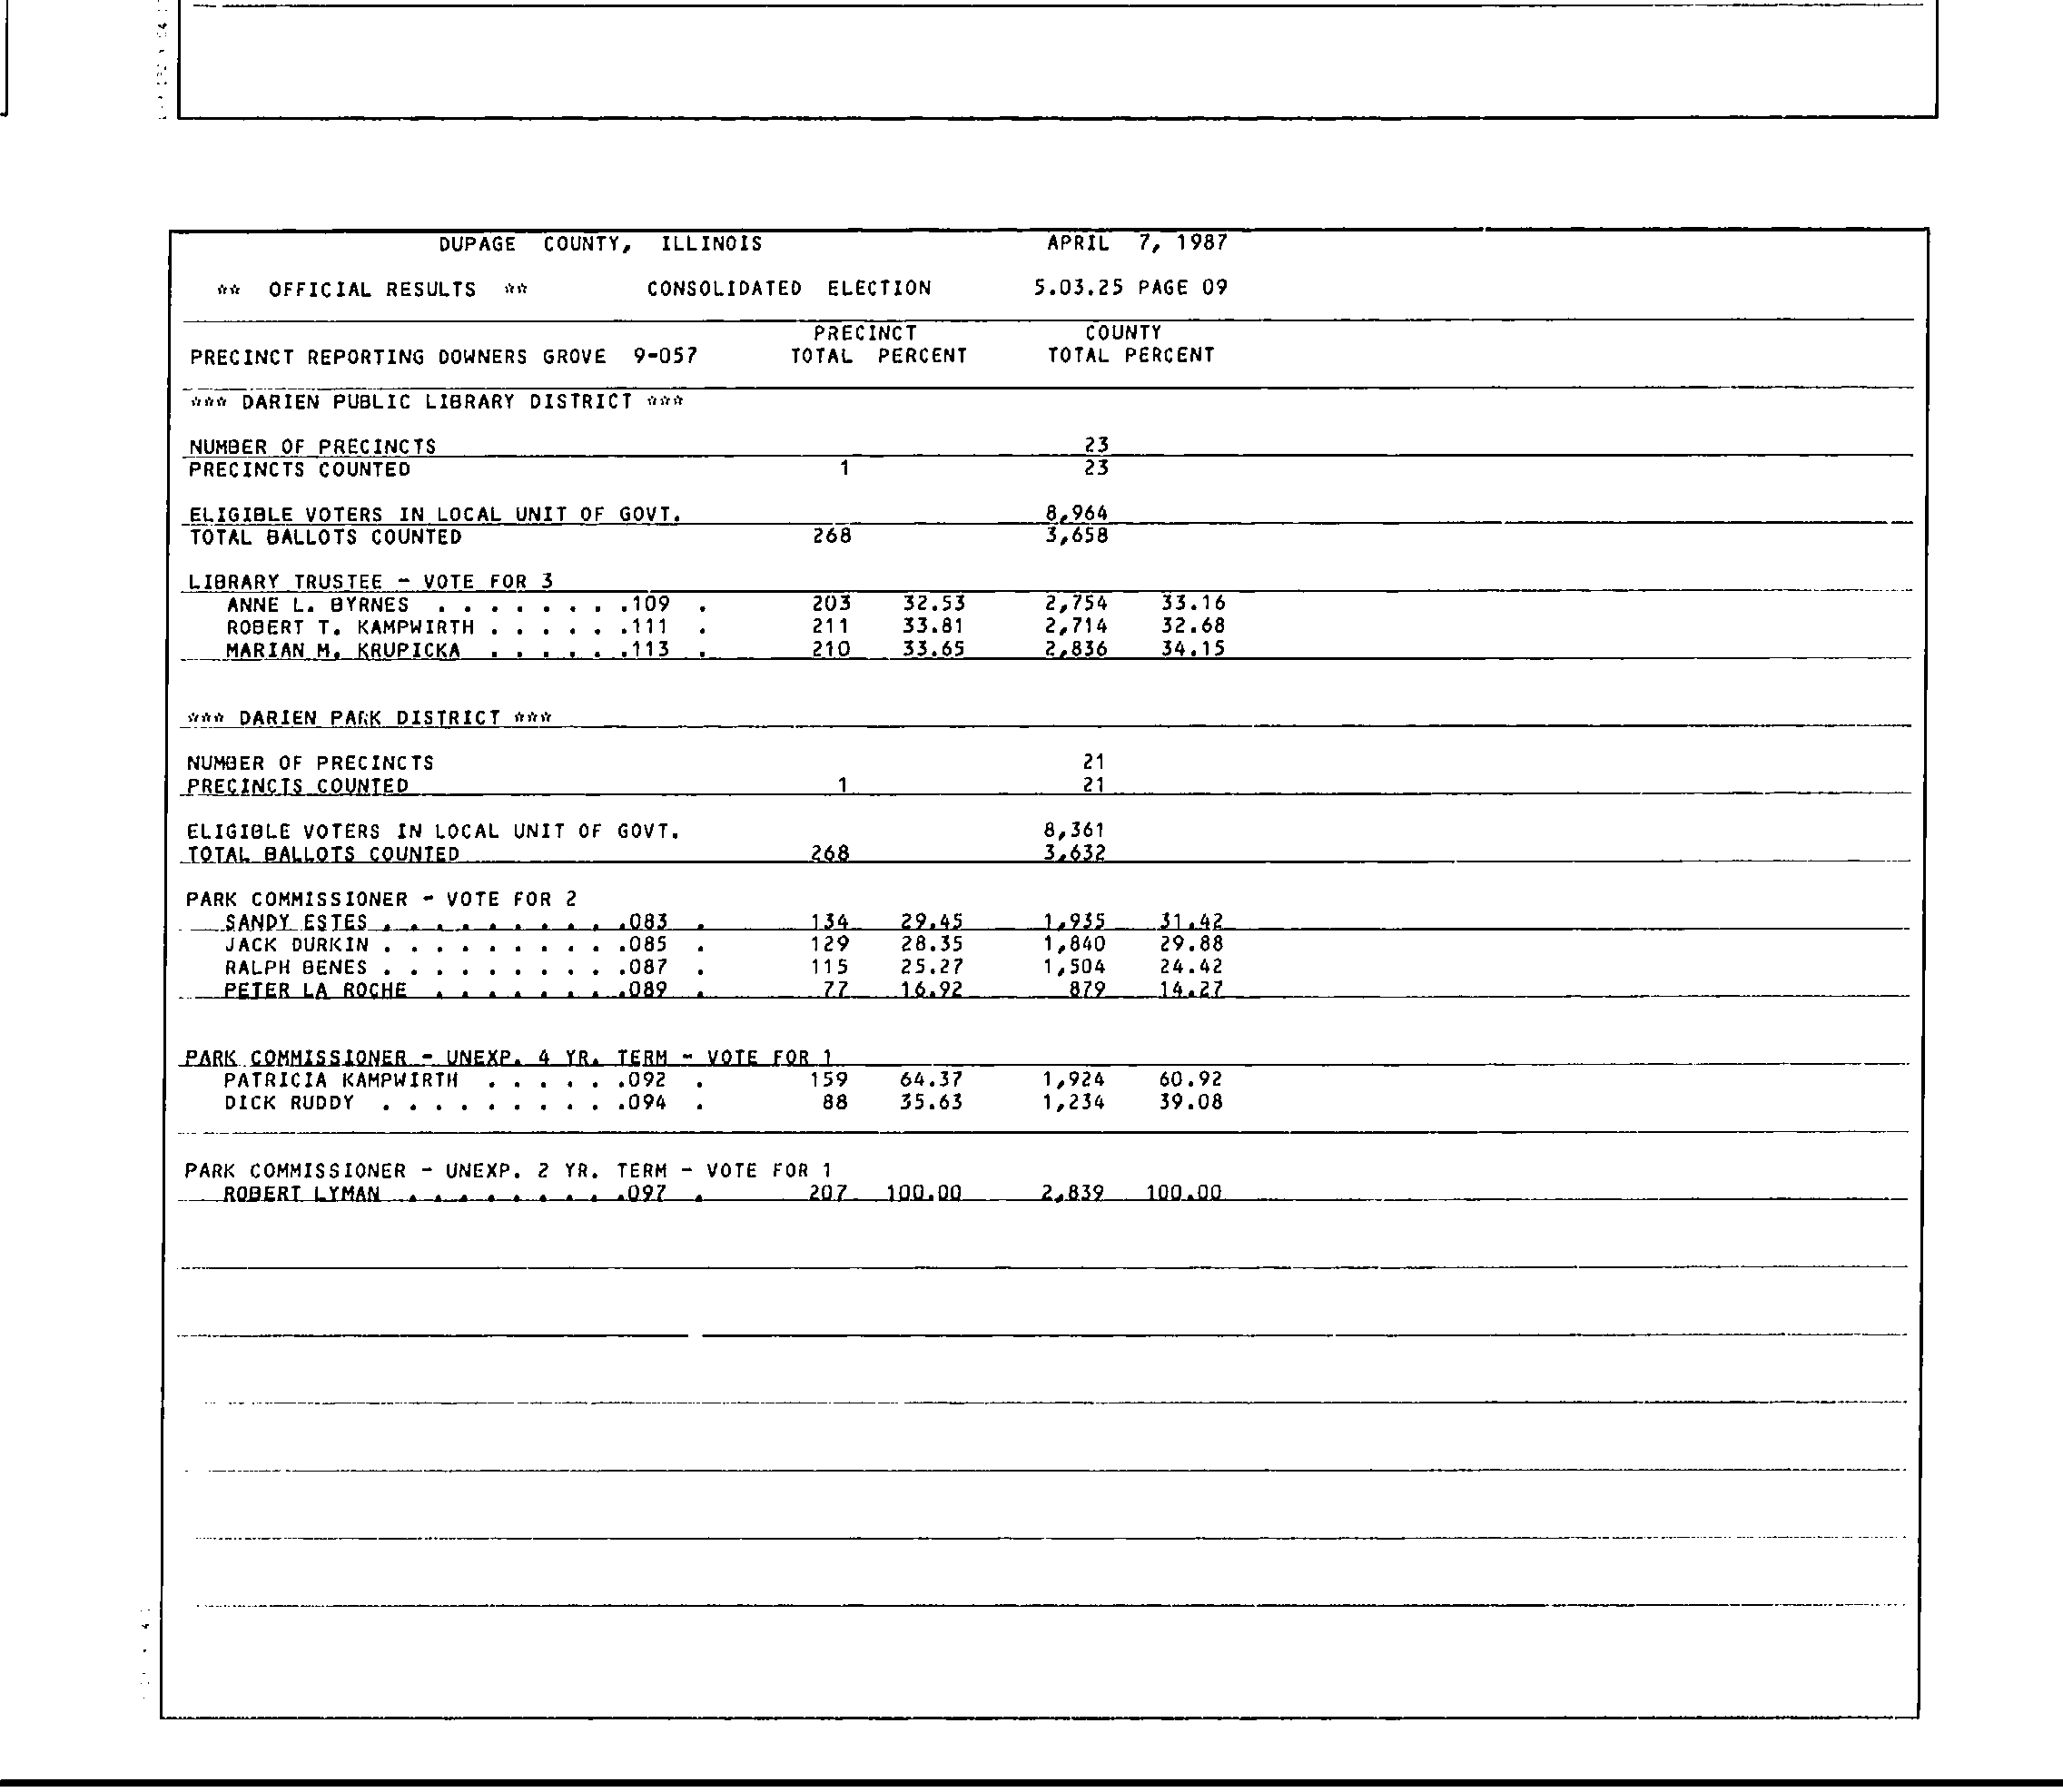 DUPAGE COUNTY, ILLINOIS APRIL 7, 1987
** OFFICIAL RESULTS ** CONSOLIDATED ELECTION 5.03.25 PAGE 09
PRECINCT COUNTY
PRECINCT REPORTING DOWNERS GROVE 9-057 TOTAL PERCENT TOTAL PERCENT
*** DARIEN PUBLIC LIBRARY DISTRICT ***
NUMBER OF PRECINCTS 23
PRECINCTS COUNTED 1 23
ELIGIBLE VOTERS IN LOCAL UNIT OF GOVT. 8,964
TOTAL BALLOTS COUNTED 268 3,658
LIBRARY TRUSTEE - VOTE FOR 3
ANNE L. BYRNES . . . . . . . .109 . 203 32.53 2,754 33.16
ROBERT T. KAMPWIRTH . . . . . .111 . 211 33.81 2,714 32.68
MARIAN M. KRUPICKA . . . . . .113 . 210 33.65 2,836 34.15
*** DARIEN PARK DISTRICT ***
NUMBER OF PRECINCTS 21
PRECINCTS COUNTED 1 21
ELIGIBLE VOTERS IN LOCAL UNIT OF GOVT. 8,361
TOTAL BALLOTS COUNTED 268 3,632
PARK COMMISSIONER - VOTE FOR 2
SANDY ESTES . . . . . . . . . .083 . 134 29.45 1,935 31.42
JACK DURKIN . . . . . . . . . .085 . 129 28.35 1,840 29.88
RALPH BENES . . . . . . . . . .087 . 115 25.27 1,504 24.42
PETER LA ROCHE . . . . . . . .089 . 77 16.92 879 14.27
PARK COMMISSIONER - UNEXP. 4 YR. TERM - VOTE FOR 1
PATRICIA KAMPWIRTH . . . . . .092 . 159 64.37 1,924 60.92
DICK RUDDY . . . . . . . . . .094 . 88 35.63 1,234 39.08
PARK COMMISSIONER - UNEXP. 2 YR. TERM - VOTE FOR 1
ROBERT LYMAN . . . . . . . . .097 . 207 100.00 2,839 100.00